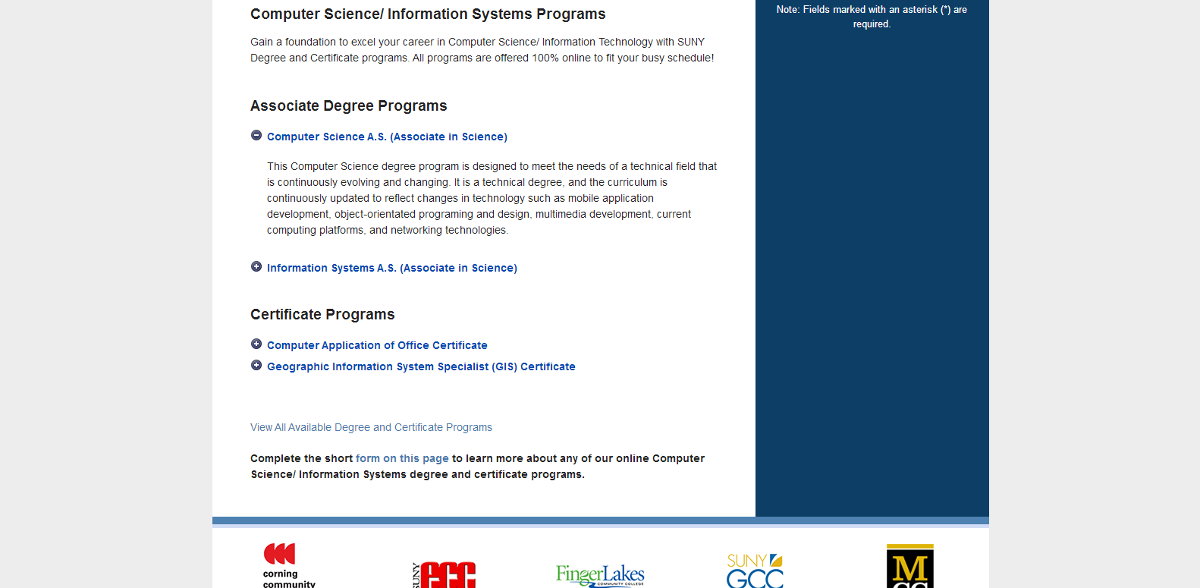 Computer Science/ Information Systems Programs
Gain a foundation to excel your career in Computer Science/ Information Technology with SUNY
Degree and Certificate programs. All programs are offered 100% online to fit your busy schedule!
Associate Degree Programs
Computer Science A.S. (Associate in Science)
This Computer Science degree program is designed to meet the needs of a technical field that
is continuously evolving and changing. It is a technical degree, and the curriculum is
continuously updated to reflect changes in technology such as mobile application
development, object-orientated programing and design, multimedia development, current
computing platforms, and networking technologies.
Information Systems A.S. (Associate in Science)
Certificate Programs
Computer Application of Office Certificate
Geographic Information System Specialist (GIS) Certificate
View All Available Degree and Certificate Programs
Complete the short form on this page to learn more about any of our online Computer
Science/ Information Systems degree and certificate programs.
Note: Fields marked with an asterisk (*) are
required.
corning
community
SUNY ecc
FingerLakes
COMMUNITY COLLEGE
SUNY
GCC
M
CC